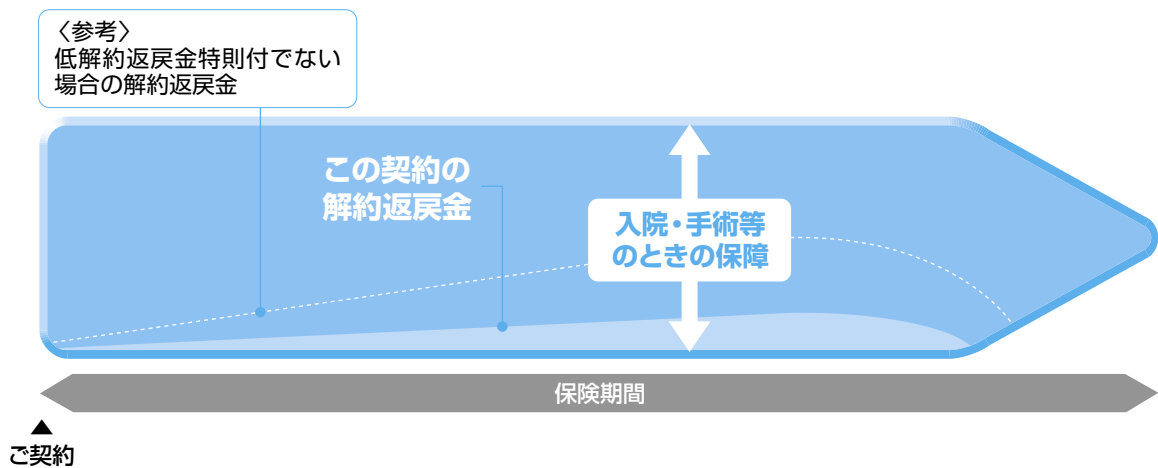 〈参考〉
低解約返戻金特則付でない
場合の解約返戻金
この契約の
解約返戻金
入院・手術等
のときの保障
保険期間
▲
ご契約